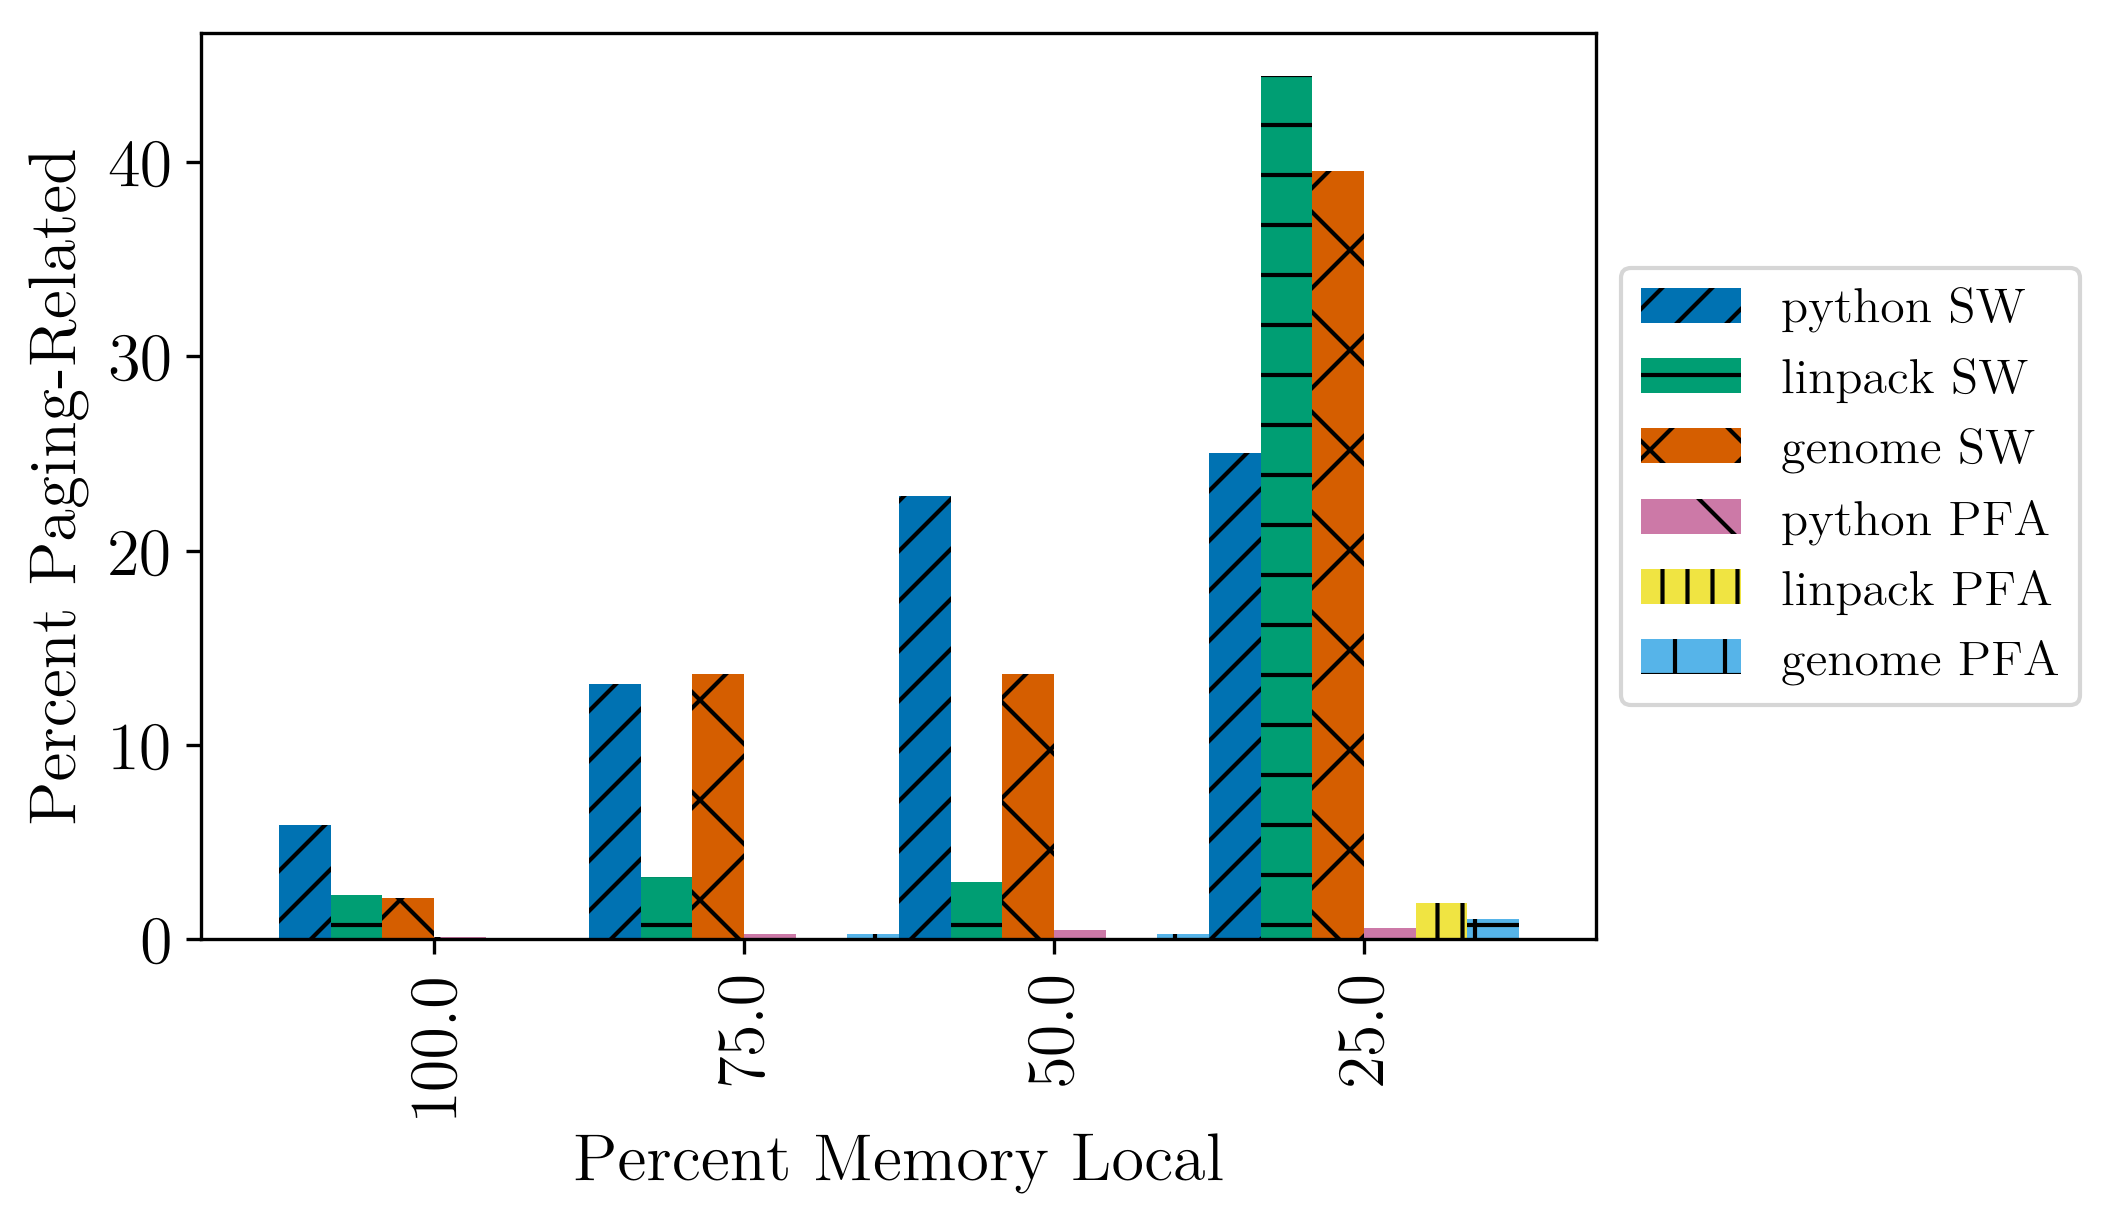 Percent Paging-Related
40
30
20
10
0
100.0
75.0
50.0
25.0
Percent Memory Local
python SW
linpack SW
genome SW
python PFA
linpack PFA
genome PFA